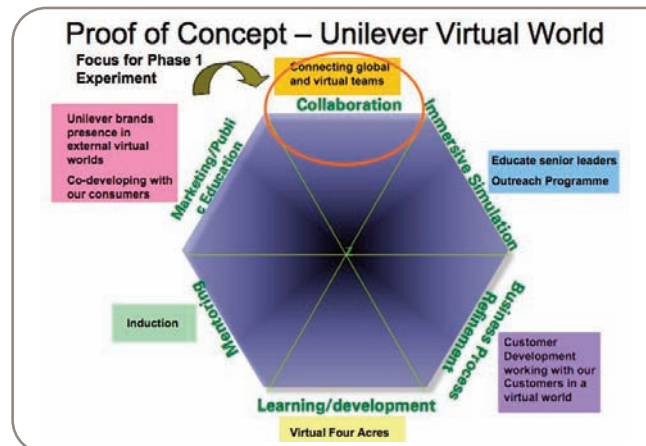 Proof of Concept – Unilever Virtual World
Focus for Phase 1
Experiment
Connecting global
and virtual teams
Collaboration
Unilever brands
presence in
external virtual
worlds
Co-developing with
our consumers
Marketing/Publi
c Education
Immersive Simulation
Educate senior leaders
Outreach Programme
Induction
Mentoring
Business Process
Refinement
Customer
Development
working with our
Customers in a
virtual world
Learning/development
Virtual Four Acres